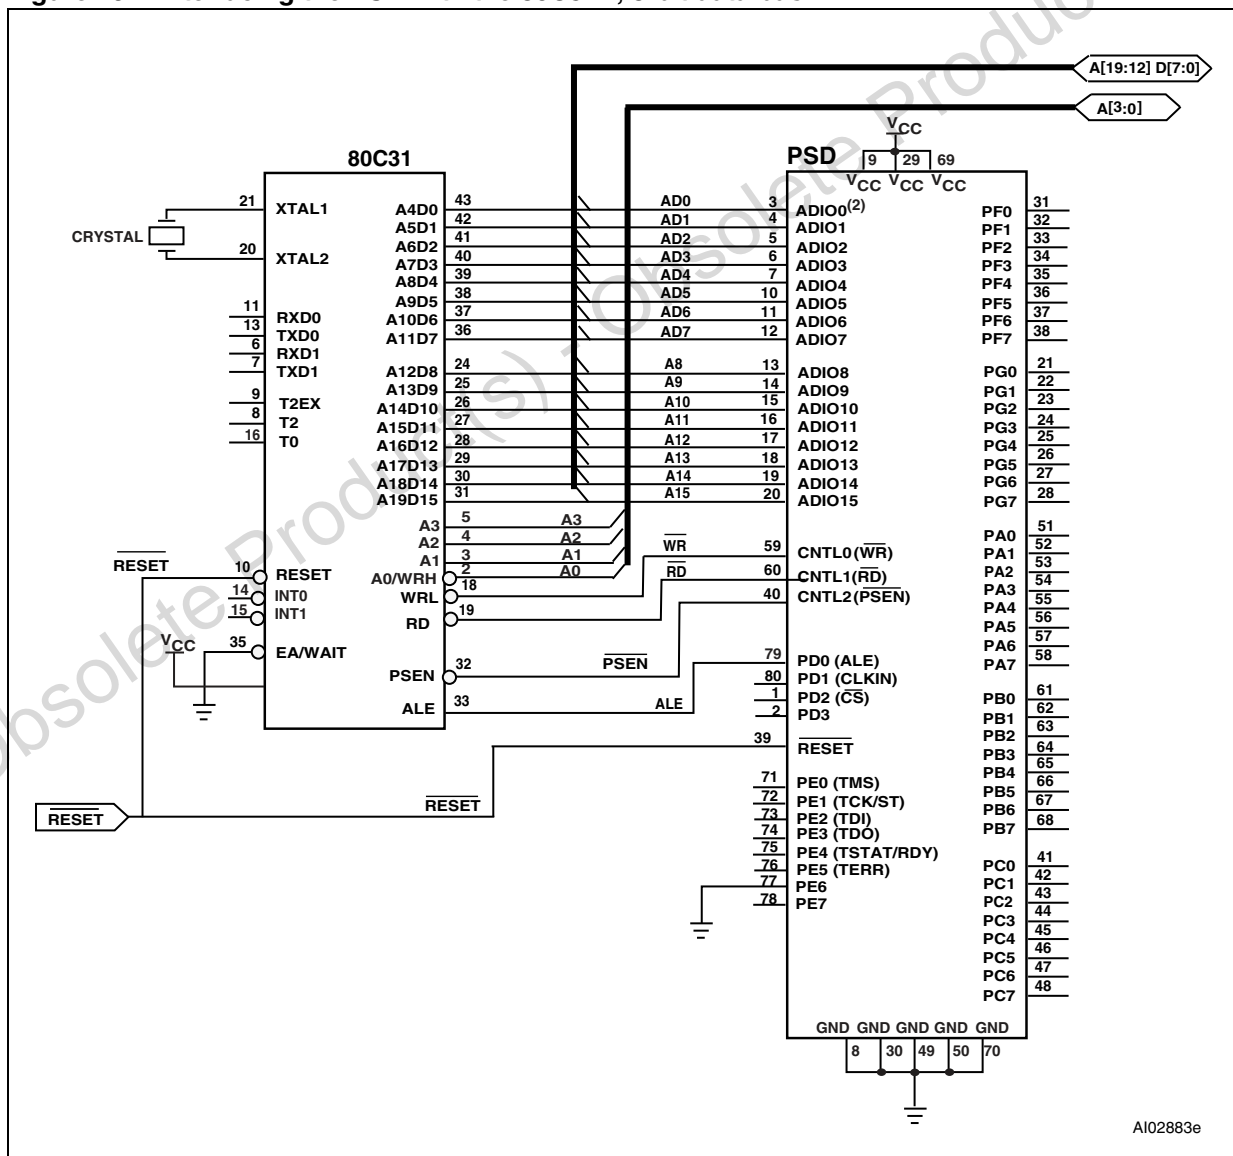 A[19:12] D[7:0]
A[3:0]
VCC
80C31
PSD
9 29 69
VCC VCC VCC
CRYSTAL
21 XTAL1
20 XTAL2
11 RXD0
13 TXD0
6 RXD1
7 TXD1
9 T2EX
8 T2
16 T0
RESET
10 RESET
14 INT0
15 INT1
VCC
35 EA/WAIT
A4D0 43 AD0 3 ADIO0(2)
A5D1 42 AD1 4 ADIO1
A6D2 41 AD2 5 ADIO2
A7D3 40 AD3 6 ADIO3
A8D4 39 AD4 7 ADIO4
A9D5 38 AD5 10 ADIO5
A10D6 37 AD6 11 ADIO6
A11D7 36 AD7 12 ADIO7
A12D8 24 A8 13 ADIO8
A13D9 25 A9 14 ADIO9
A14D10 26 A10 15 ADIO10
A15D11 27 A11 16 ADIO11
A16D12 28 A12 17 ADIO12
A17D13 29 A13 18 ADIO13
A18D14 30 A14 19 ADIO14
A19D15 31 A15 20 ADIO15
A3 5 A3
A2 4 A2
A1 3 A1
A0/WRH 2 A0
WRL 18 WR 59 CNTL0(WR)
RD 19 RD 60 CNTL1(RD)
PSEN 32 PSEN 40 CNTL2(PSEN)
ALE 33 ALE 79 PD0 (ALE)
80 PD1 (CLKIN)
1 PD2 (CS)
2 PD3
RESET RESET 39 RESET
71 PE0 (TMS)
72 PE1 (TCK/ST)
73 PE2 (TDI)
74 PE3 (TDO)
75 PE4 (TSTAT/RDY)
76 PE5 (TERR)
77 PE6
78 PE7
PF0 31
PF1 32
PF2 33
PF3 34
PF4 35
PF5 36
PF6 37
PF7 38
PG0 21
PG1 22
PG2 23
PG3 24
PG4 25
PG5 26
PG6 27
PG7 28
PA0 51
PA1 52
PA2 53
PA3 54
PA4 55
PA5 56
PA6 57
PA7 58
PB0 61
PB1 62
PB2 63
PB3 64
PB4 65
PB5 66
PB6 67
PB7 68
PC0 41
PC1 42
PC2 43
PC3 44
PC4 45
PC5 46
PC6 47
PC7 48
GND GND GND GND GND
8 30 49 50 70
AI02883e
Obsolete Product(s) - Obsolete Produc